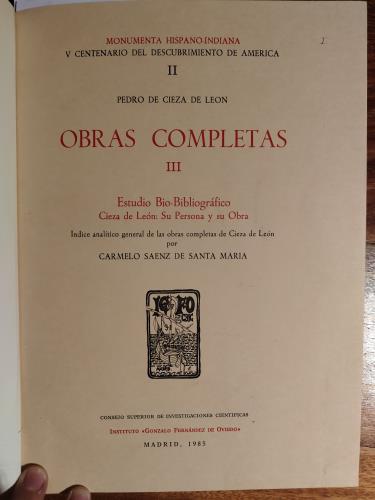 MONUMENTA HISPANO-INDIANA
V CENTENARIO DEL DESCUBRIMIENTO DE AMERICA
II
PEDRO DE CIEZA DE LEON
OBRAS COMPLETAS
III
Estudio Bio-Bibliográfico
Cieza de León: Su Persona y su Obra
Indice analítico general de las obras completas de Cieza de León
por
CARMELO SAENZ DE SANTA MARIA
CONSEJO SUPERIOR DE INVESTIGACIONES CIENTIFICAS
INSTITUTO «GONZALO FERNÁNDEZ DE OVIEDO»
MADRID, 1985